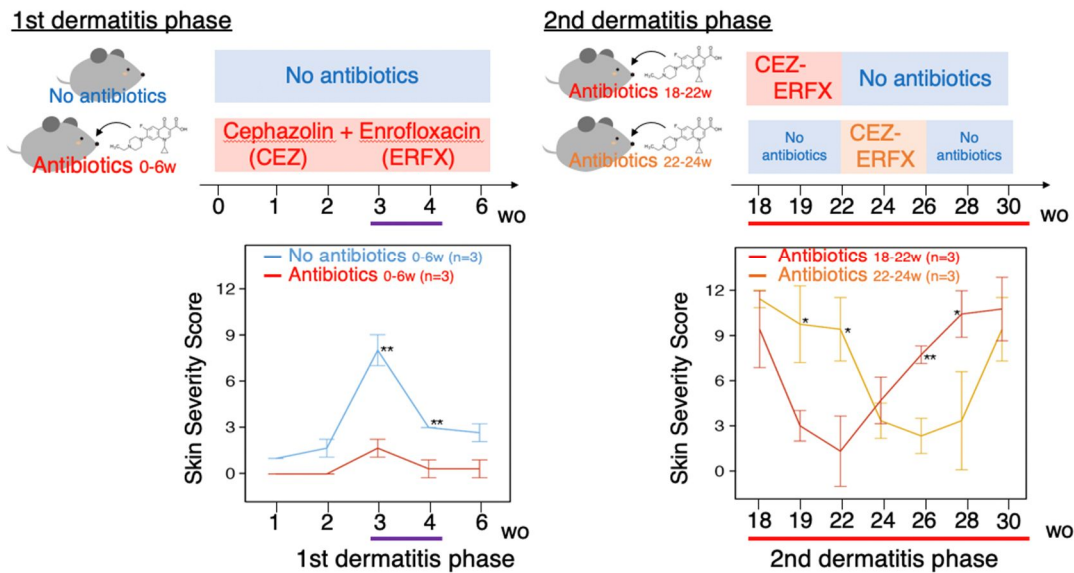 1st dermatitis phase
No antibiotics
Antibiotics 0-6w
No antibiotics
Cephazolin + Enrofloxacin
(CEZ) (ERFX)
0 1 2 3 4 6 wo
No antibiotics 0-6w (n=3)
Antibiotics 0-6w (n=3)
Skin Severity Score
12
9
6
3
0
**
**
1 2 3 4 6 wo
1st dermatitis phase
2nd dermatitis phase
Antibiotics 18-22w
Antibiotics 22-24w
CEZ-
ERFX
No antibiotics
No
antibiotics
CEZ-
ERFX
No
antibiotics
18 19 22 24 26 28 30 wo
Antibiotics 18-22w (n=3)
Antibiotics 22-24w (n=3)
Skin Severity Score
12
9
6
3
0
*
*
**
*
18 19 22 24 26 28 30 wo
2nd dermatitis phase